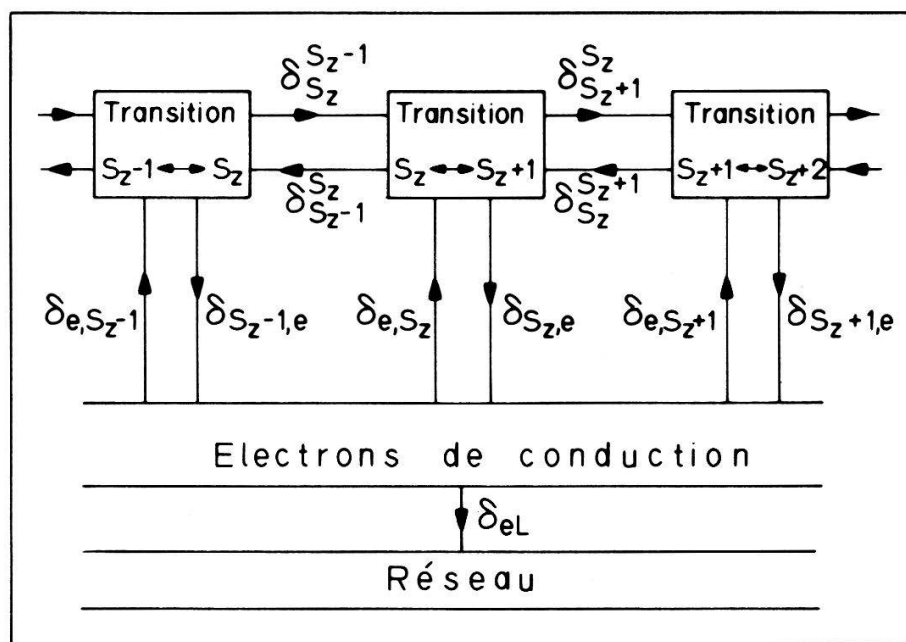 δ_{S_z}^{S_z-1} δ_{S_z+1}^{S_z}
Transition Transition Transition
S_z-1 ↔ S_z S_z ↔ S_z+1 S_z+1 ↔ S_z+2
δ_{S_z-1}^{S_z} δ_{S_z}^{S_z+1}
δ_{e,S_z-1} δ_{S_z-1,e} δ_{e,S_z} δ_{S_z,e} δ_{e,S_z+1} δ_{S_z+1,e}
Electrons de conduction
δ_{eL}
Réseau